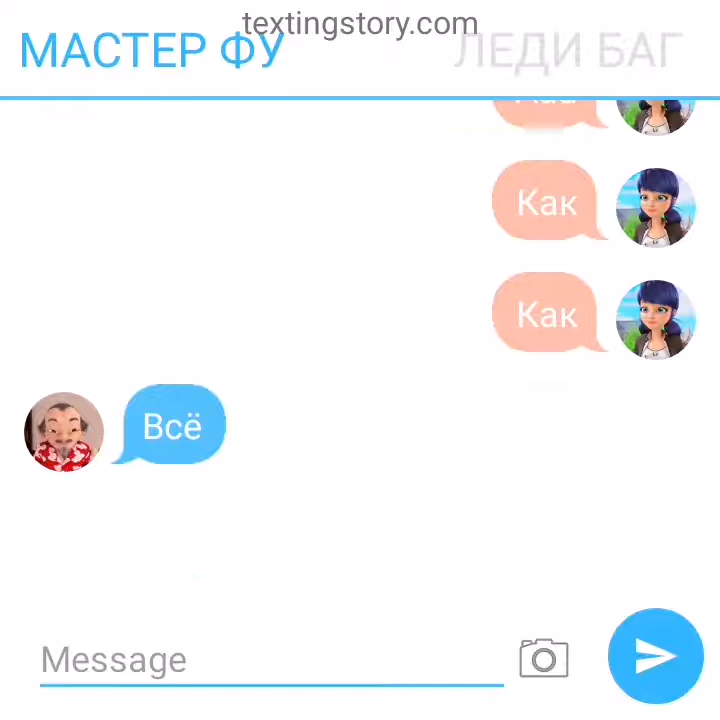 textingstory.com
МАСТЕР ФУ
ЛЕДИ БАГ
Как
Как
Всё
Message